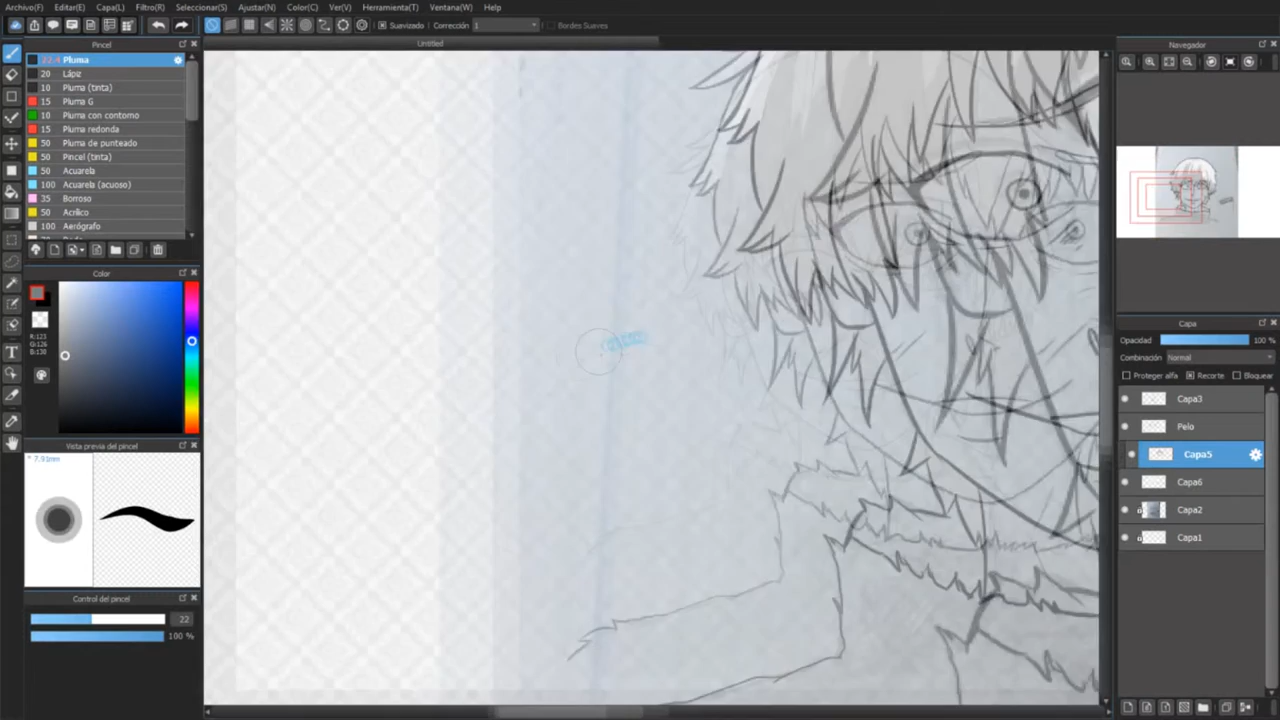 Archivo(F) Editar(E) Capa(L) Filtro(R) Seleccionar(S) Ajustar(N) Color(C) Ver(V) Herramienta(T) Ventana(W) Help
Suavizado Corrección 1 Bordes Suaves
Pincel
Untitled
Navegador
22.4 Pluma
20 Lápiz
10 Pluma (tinta)
15 Pluma G
10 Pluma con contorno
15 Pluma redonda
50 Pluma de punteado
50 Pincel (tinta)
50 Acuarela
100 Acuarela (acuoso)
35 Borroso
50 Acrílico
100 Aerógrafo
Color
R:123
G:126
B:130
Capa
Opacidad 100 %
Combinación Normal
Proteger alfa Recorte Bloquear
Capa3
Pelo
Capa5
Capa6
Capa2
Capa1
Vista previa del pincel
* 7.91mm
Control del pincel
22
100 %